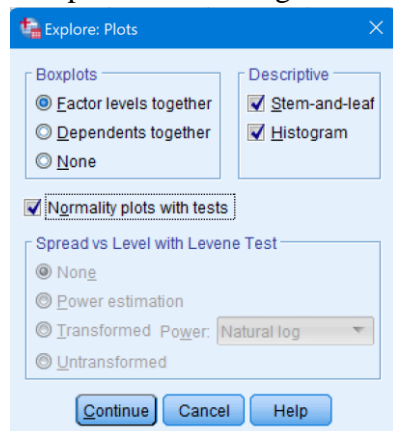 Explore: Plots
Boxplots
Factor levels together
Dependents together
None
Descriptive
Stem-and-leaf
Histogram
Normality plots with tests
Spread vs Level with Levene Test
None
Power estimation
Transformed Power: Natural log
Untransformed
Continue Cancel Help